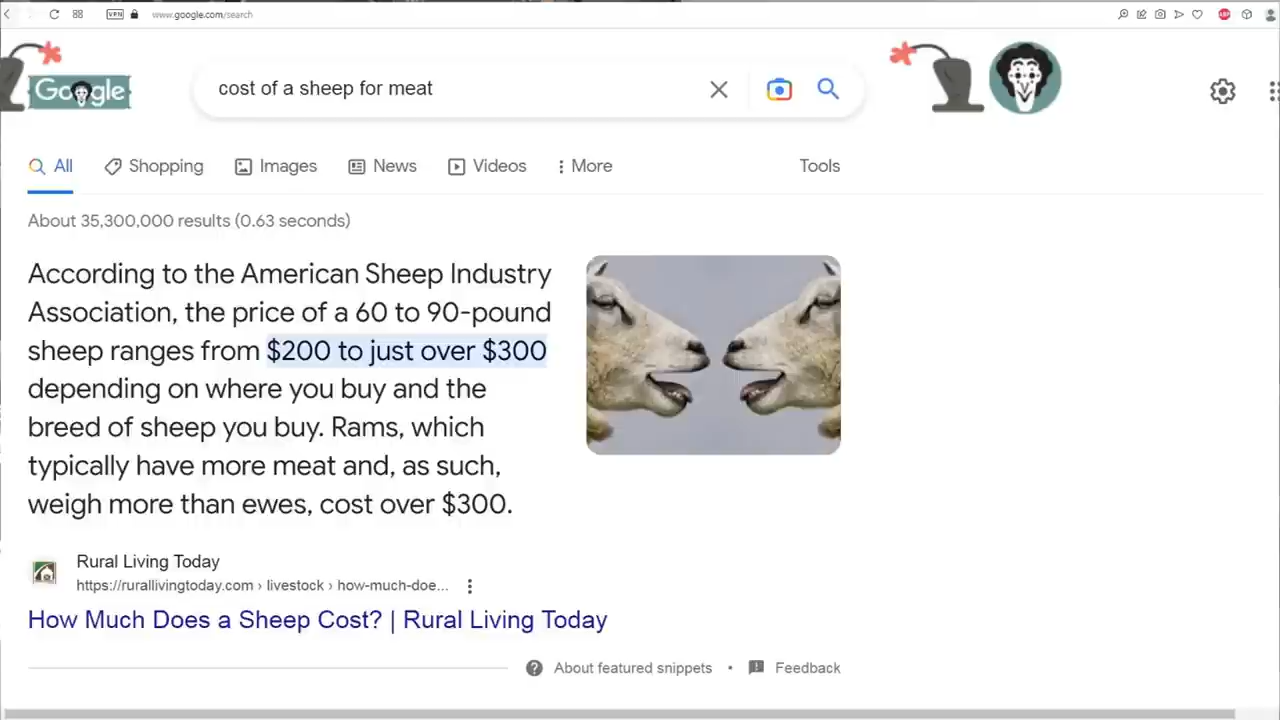 VPN www.google.com/search
Google
cost of a sheep for meat
All Shopping Images News Videos More Tools
About 35,300,000 results (0.63 seconds)
According to the American Sheep Industry
Association, the price of a 60 to 90-pound
sheep ranges from $200 to just over $300
depending on where you buy and the
breed of sheep you buy. Rams, which
typically have more meat and, as such,
weigh more than ewes, cost over $300.
Rural Living Today
https://rurallivingtoday.com › livestock › how-much-doe...
How Much Does a Sheep Cost? | Rural Living Today
About featured snippets • Feedback